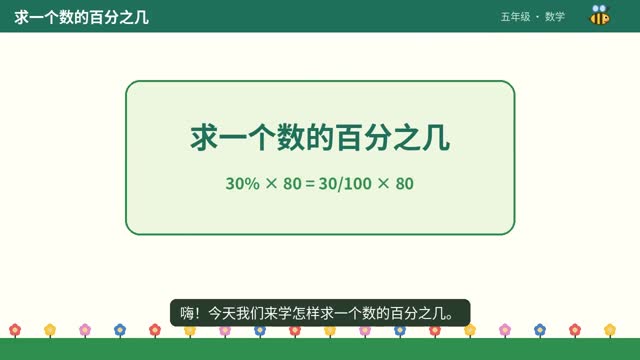 求一个数的百分之几
五年级 · 数学
求一个数的百分之几
30% × 80 = 30/100 × 80
嗨！今天我们来学怎样求一个数的百分之几。